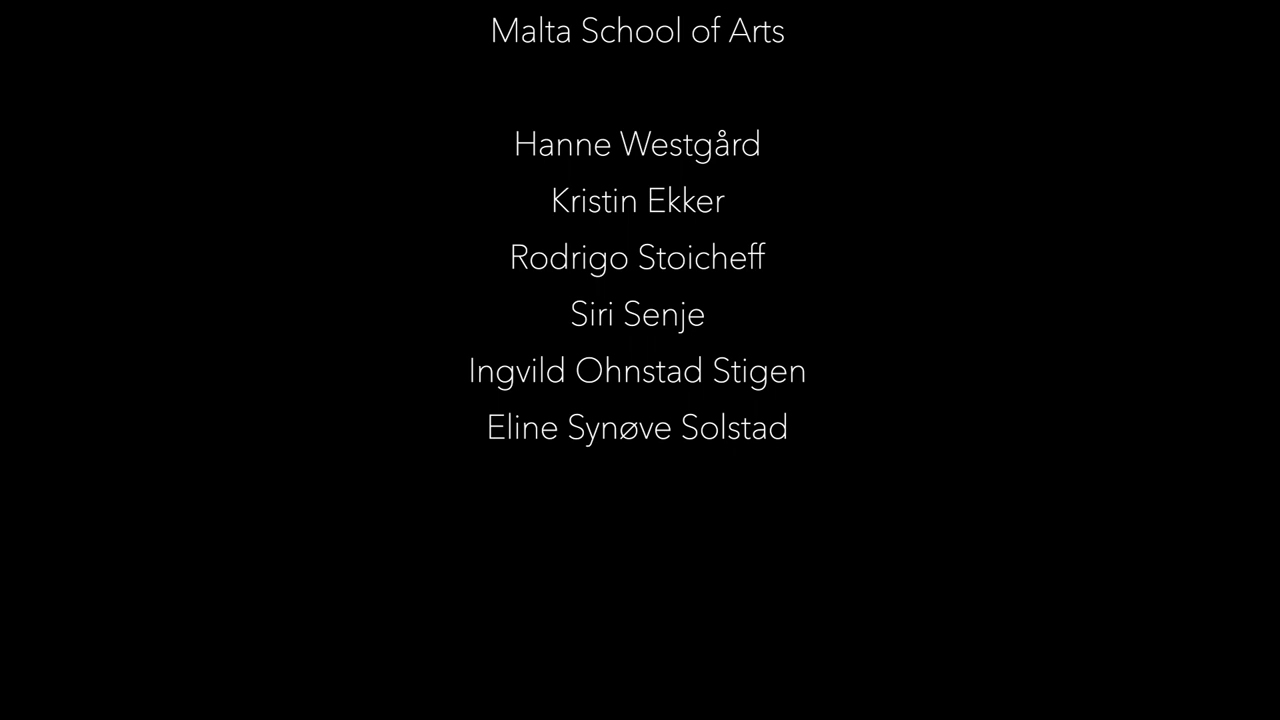 Malta School of Arts
Hanne Westgård
Kristin Ekker
Rodrigo Stoicheff
Siri Senje
Ingvild Ohnstad Stigen
Eline Synøve Solstad